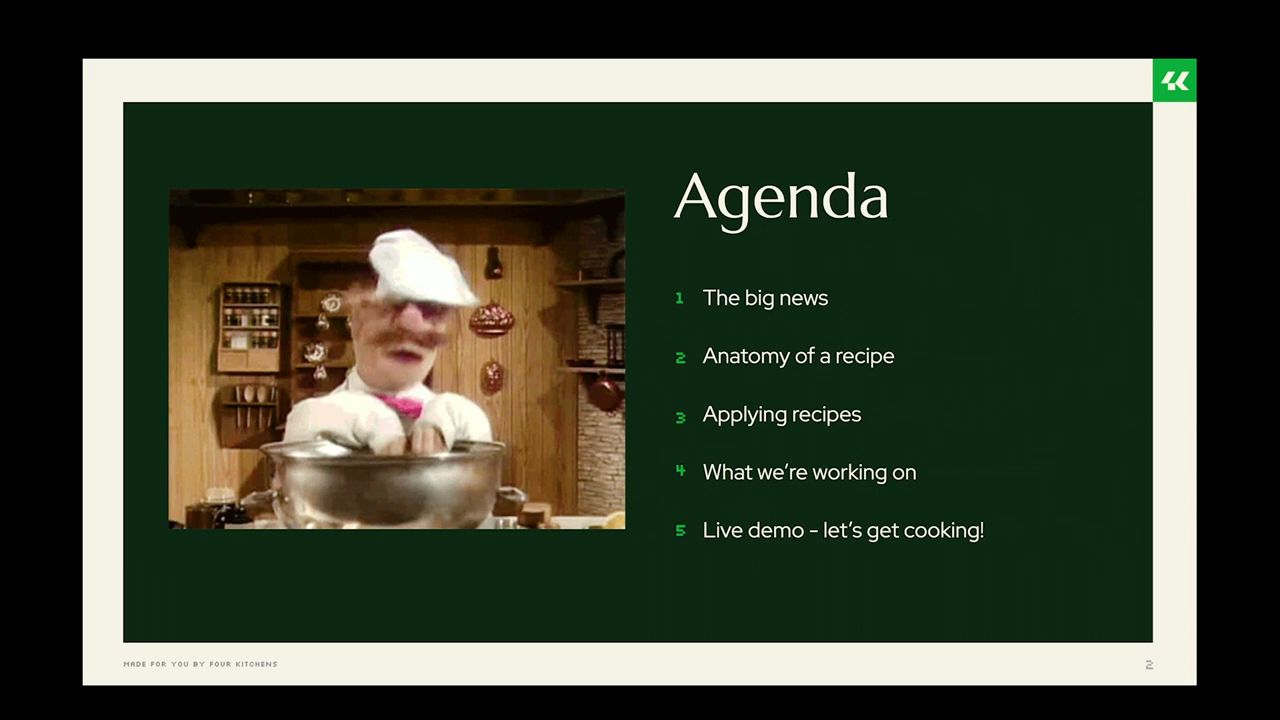 Agenda
1 The big news
2 Anatomy of a recipe
3 Applying recipes
4 What we’re working on
5 Live demo - let’s get cooking!
MADE FOR YOU BY FOUR KITCHENS
2